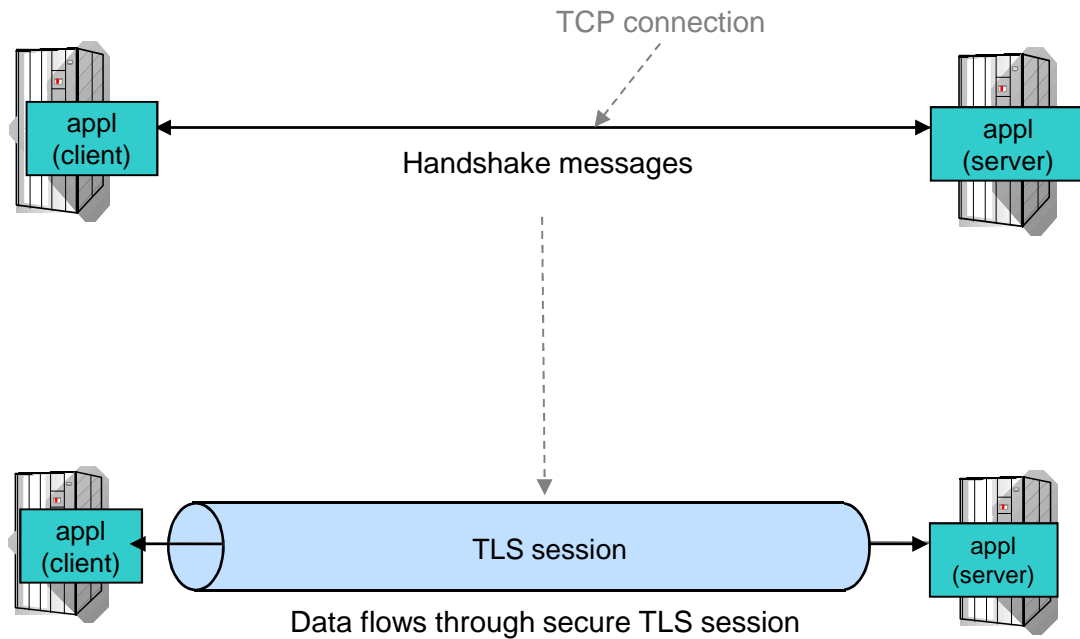 TCP connection
appl
(client)
appl
(server)
Handshake messages
appl
(client)
TLS session
appl
(server)
Data flows through secure TLS session